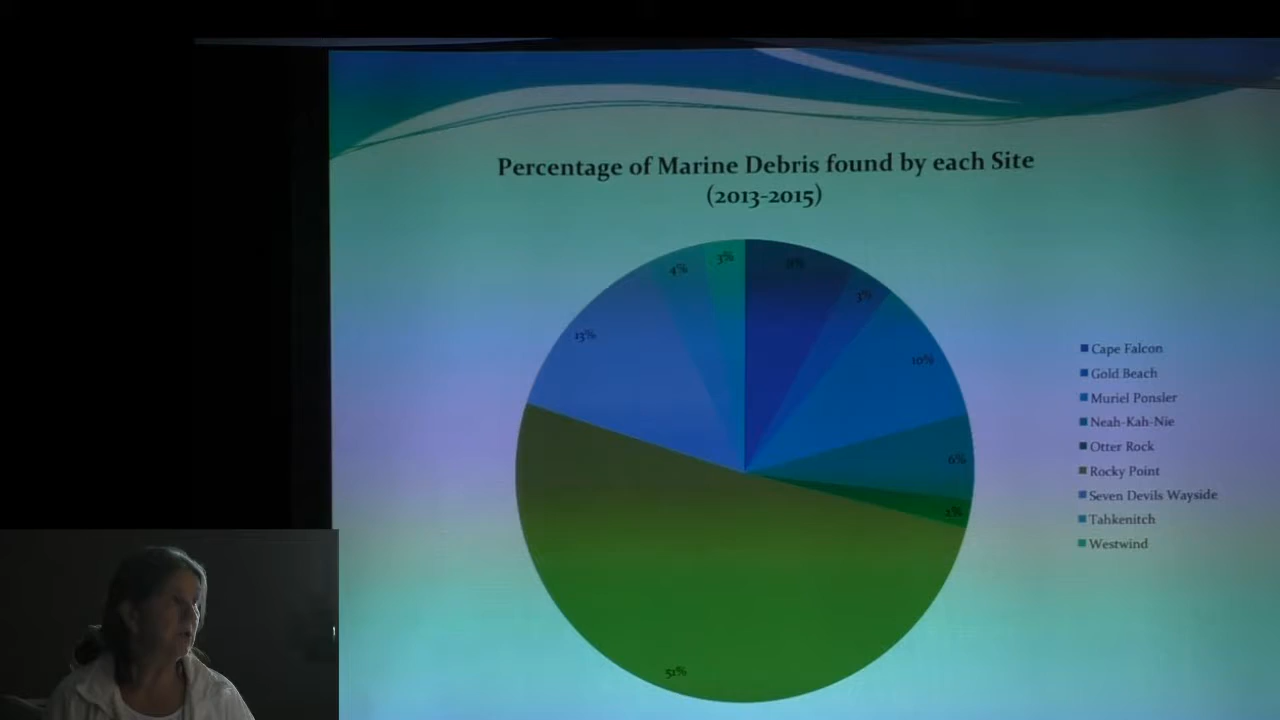 Percentage of Marine Debris found by each Site
(2013-2015)
3%
8%
4%
3%
13%
10%
6%
2%
51%
Cape Falcon
Gold Beach
Muriel Ponsler
Neah-Kah-Nie
Otter Rock
Rocky Point
Seven Devils Wayside
Tahkenitch
Westwind